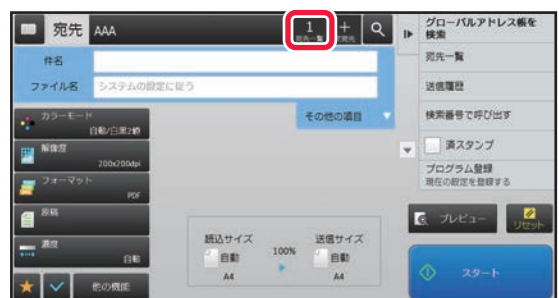 宛先 AAA
1
宛先一覧
グローバルアドレス帳を
検索
件名
宛先一覧
ファイル名 システムの設定に従う
送信履歴
カラーモード
自動/白黒2値
その他の項目
検索番号で呼び出す
解像度
200x200dpi
済スタンプ
フォーマット
PDF
プログラム登録
現在の設定を登録する
原稿
プレビュー
リセット
濃度
自動
読込サイズ
自動
A4
100%
送信サイズ
自動
A4
他の機能
スタート